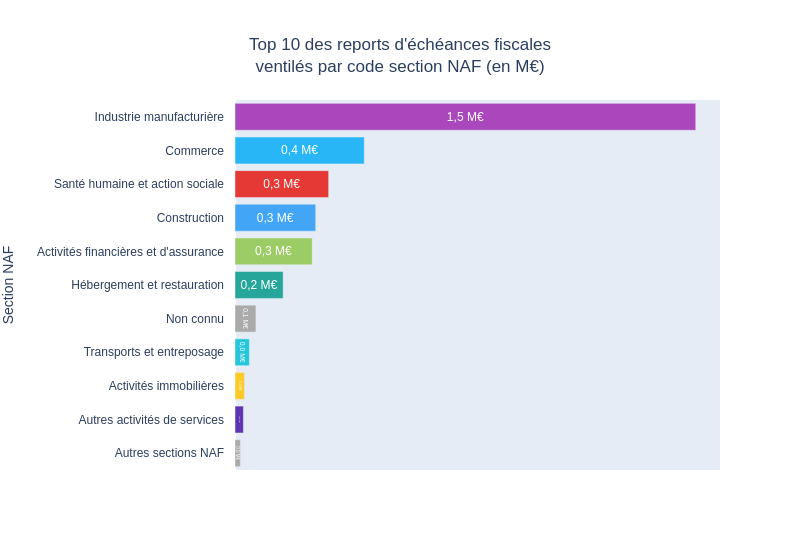 Top 10 des reports d'échéances fiscales
ventilés par code section NAF (en M€)
Section NAF
Industrie manufacturière 1,5 M€
Commerce 0,4 M€
Santé humaine et action sociale 0,3 M€
Construction 0,3 M€
Activités financières et d'assurance 0,3 M€
Hébergement et restauration 0,2 M€
Non connu 0,1 M€
Transports et entreposage 0,0 M€
Activités immobilières
Autres activités de services
Autres sections NAF